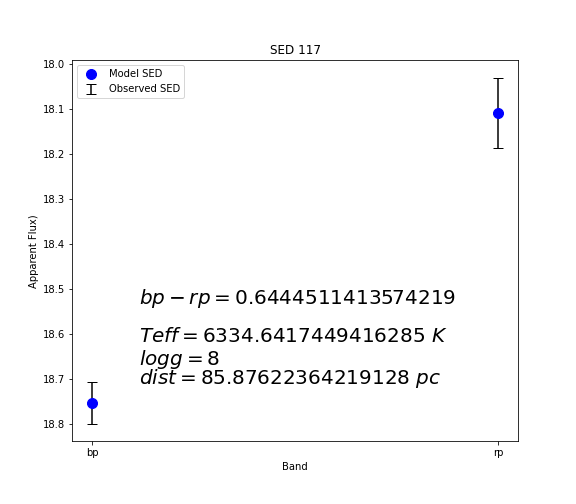 SED 117
Model SED
Observed SED
18.0
18.1
18.2
18.3
18.4
18.5
18.6
18.7
18.8
Apparent Flux)
bp − rp = 0.6444511413574219
Teff = 6334.6417449416285 K
logg = 8
dist = 85.87622364219128 pc
bp
rp
Band